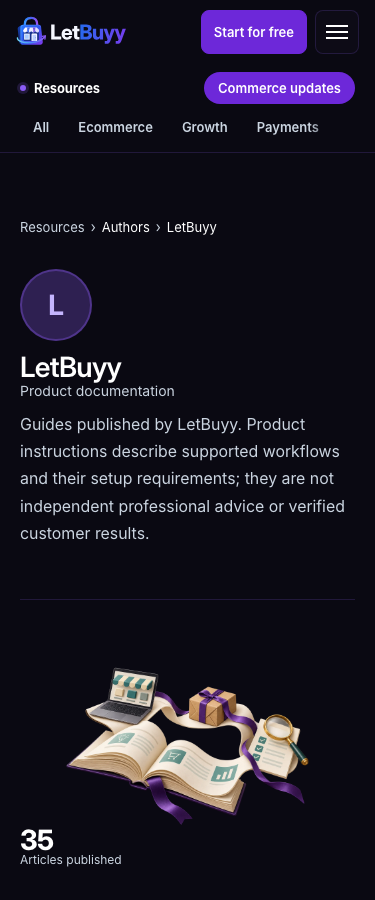 LetBuyy
Start for free
Resources
Commerce updates
All Ecommerce Growth Payments
Resources › Authors › LetBuyy
L
LetBuyy
Product documentation
Guides published by LetBuyy. Product
instructions describe supported workflows
and their setup requirements; they are not
independent professional advice or verified
customer results.
35
Articles published